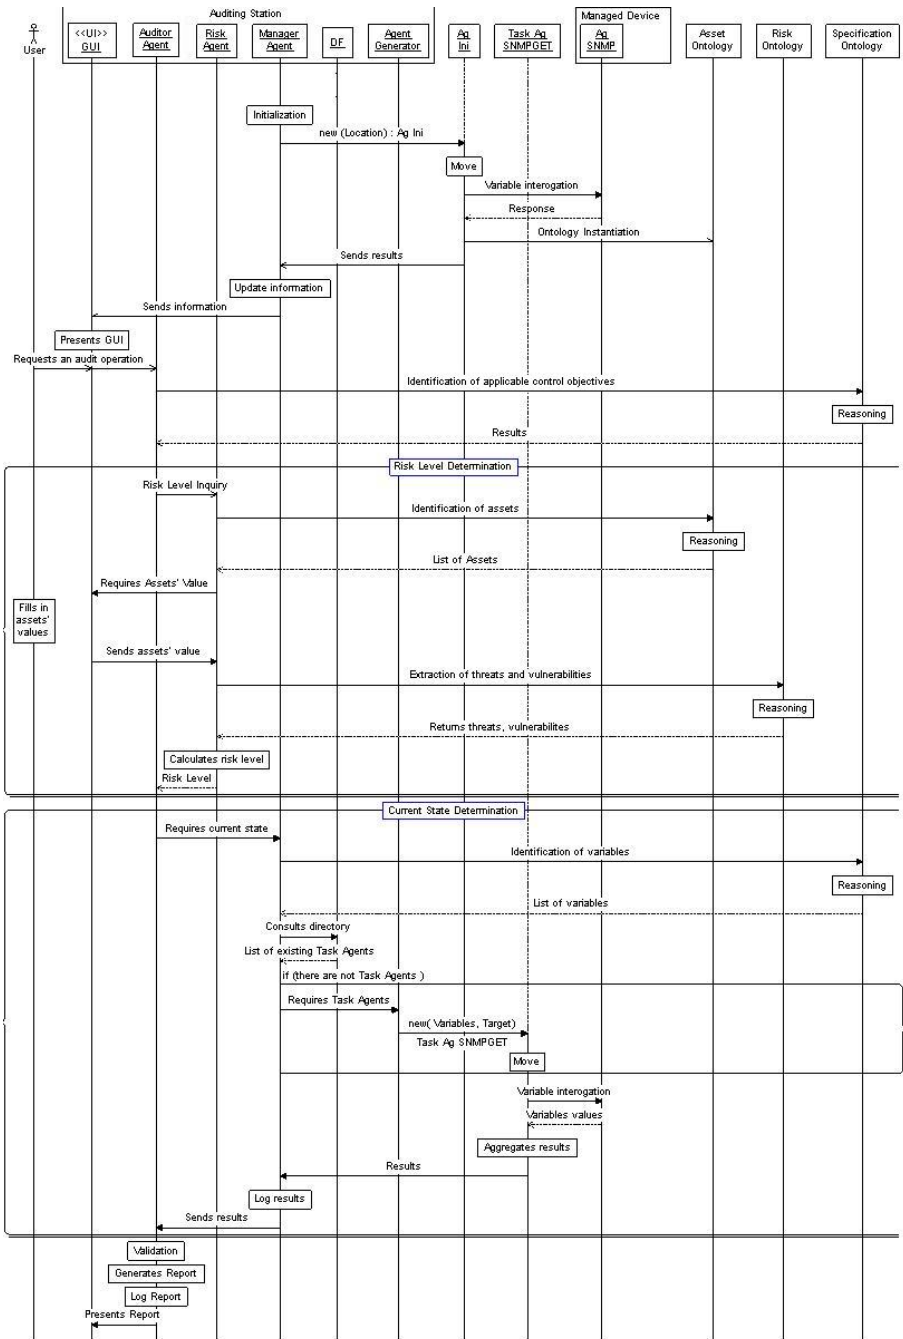 Auditing Station
Managed Device
User
<<UI>>
GUI
Auditor
Agent
Risk
Agent
Manager
Agent
DF
Agent
Generator
Ag
Ini
Task Ag
SNMPGET
Ag
SNMP
Asset
Ontology
Risk
Ontology
Specification
Ontology
Initialization
new (Location) : Ag Ini
Move
Variable interogation
Response
Ontology Instantiation
Sends results
Update information
Sends information
Presents GUI
Requests an audit operation
Identification of applicable control objectives
Reasoning
Results
Risk Level Determination
Risk Level Inquiry
Identification of assets
Reasoning
List of Assets
Requires Assets' Value
Fills in
assets'
values
Sends assets' value
Extraction of threats and vulnerabilities
Reasoning
Returns threats, vulnerabilites
Calculates risk level
Risk Level
Current State Determination
Requires current state
Identification of variables
Reasoning
List of variables
Consults directory
List of existing Task Agents
if (there are not Task Agents )
Requires Task Agents
new( Variables, Target)
Task Ag SNMPGET
Move
Variable interogation
Variables values
Aggregates results
Results
Log results
Sends results
Validation
Generates Report
Log Report
Presents Report